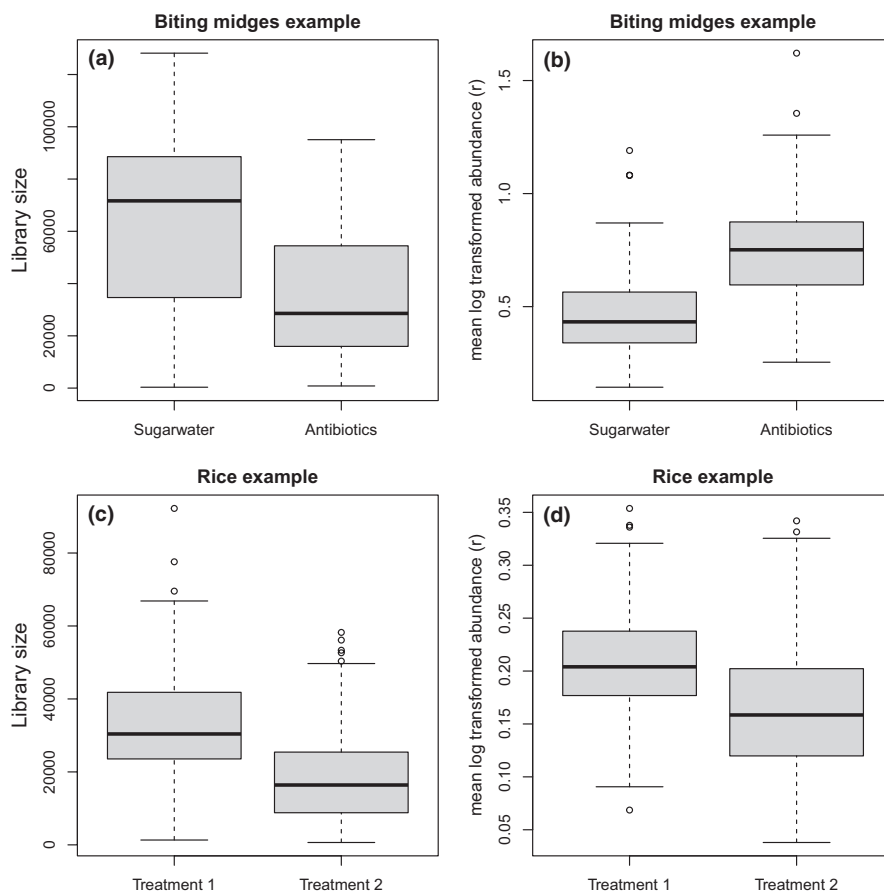 Biting midges example
(a)
Library size
0
20000
60000
100000
Sugarwater Antibiotics
Biting midges example
(b)
mean log transformed abundance (r)
0.5
1.0
1.5
Sugarwater Antibiotics
Rice example
(c)
Library size
0
20000
40000
60000
80000
Treatment 1 Treatment 2
Rice example
(d)
mean log transformed abundance (r)
0.05
0.10
0.15
0.20
0.25
0.30
0.35
Treatment 1 Treatment 2